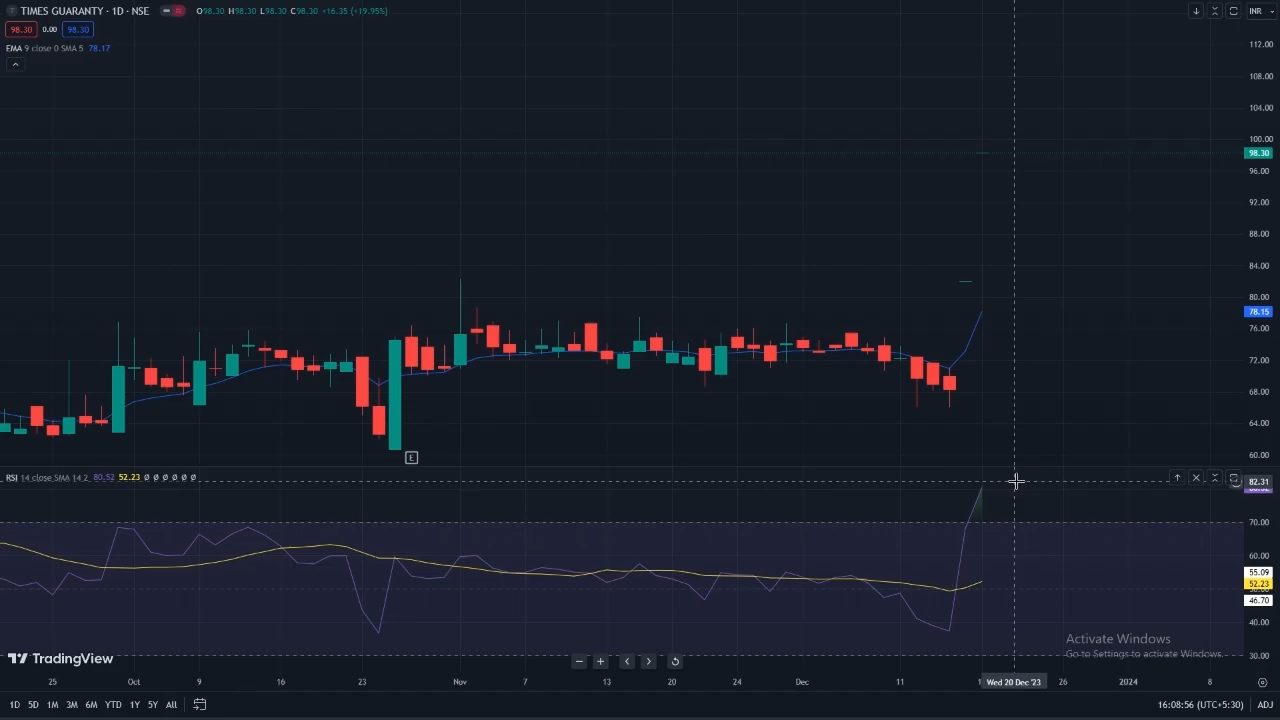 TIMES GUARANTY · 1D · NSE
O98.30 H98.30 L98.30 C98.30 +16.35 (+19.95%)
INR
98.30 0.00 98.30
EMA 9 close 0 SMA 5 78.17
112.00
108.00
104.00
100.00
98.30
96.00
92.00
88.00
84.00
80.00
78.15
76.00
72.00
68.00
64.00
60.00
E
RSI 14 close SMA 14 2 80.52 52.23 Ø Ø Ø Ø Ø Ø
82.31
70.00
60.00
55.09
52.23
46.70
40.00
30.00
Activate Windows
Go to Settings to activate Windows.
TradingView
25 Oct 9 16 23 Nov 7 13 20 24 Dec 11 Wed 20 Dec '23 26 2024 8
1D 5D 1M 3M 6M YTD 1Y 5Y All
16:08:56 (UTC+5:30) ADJ